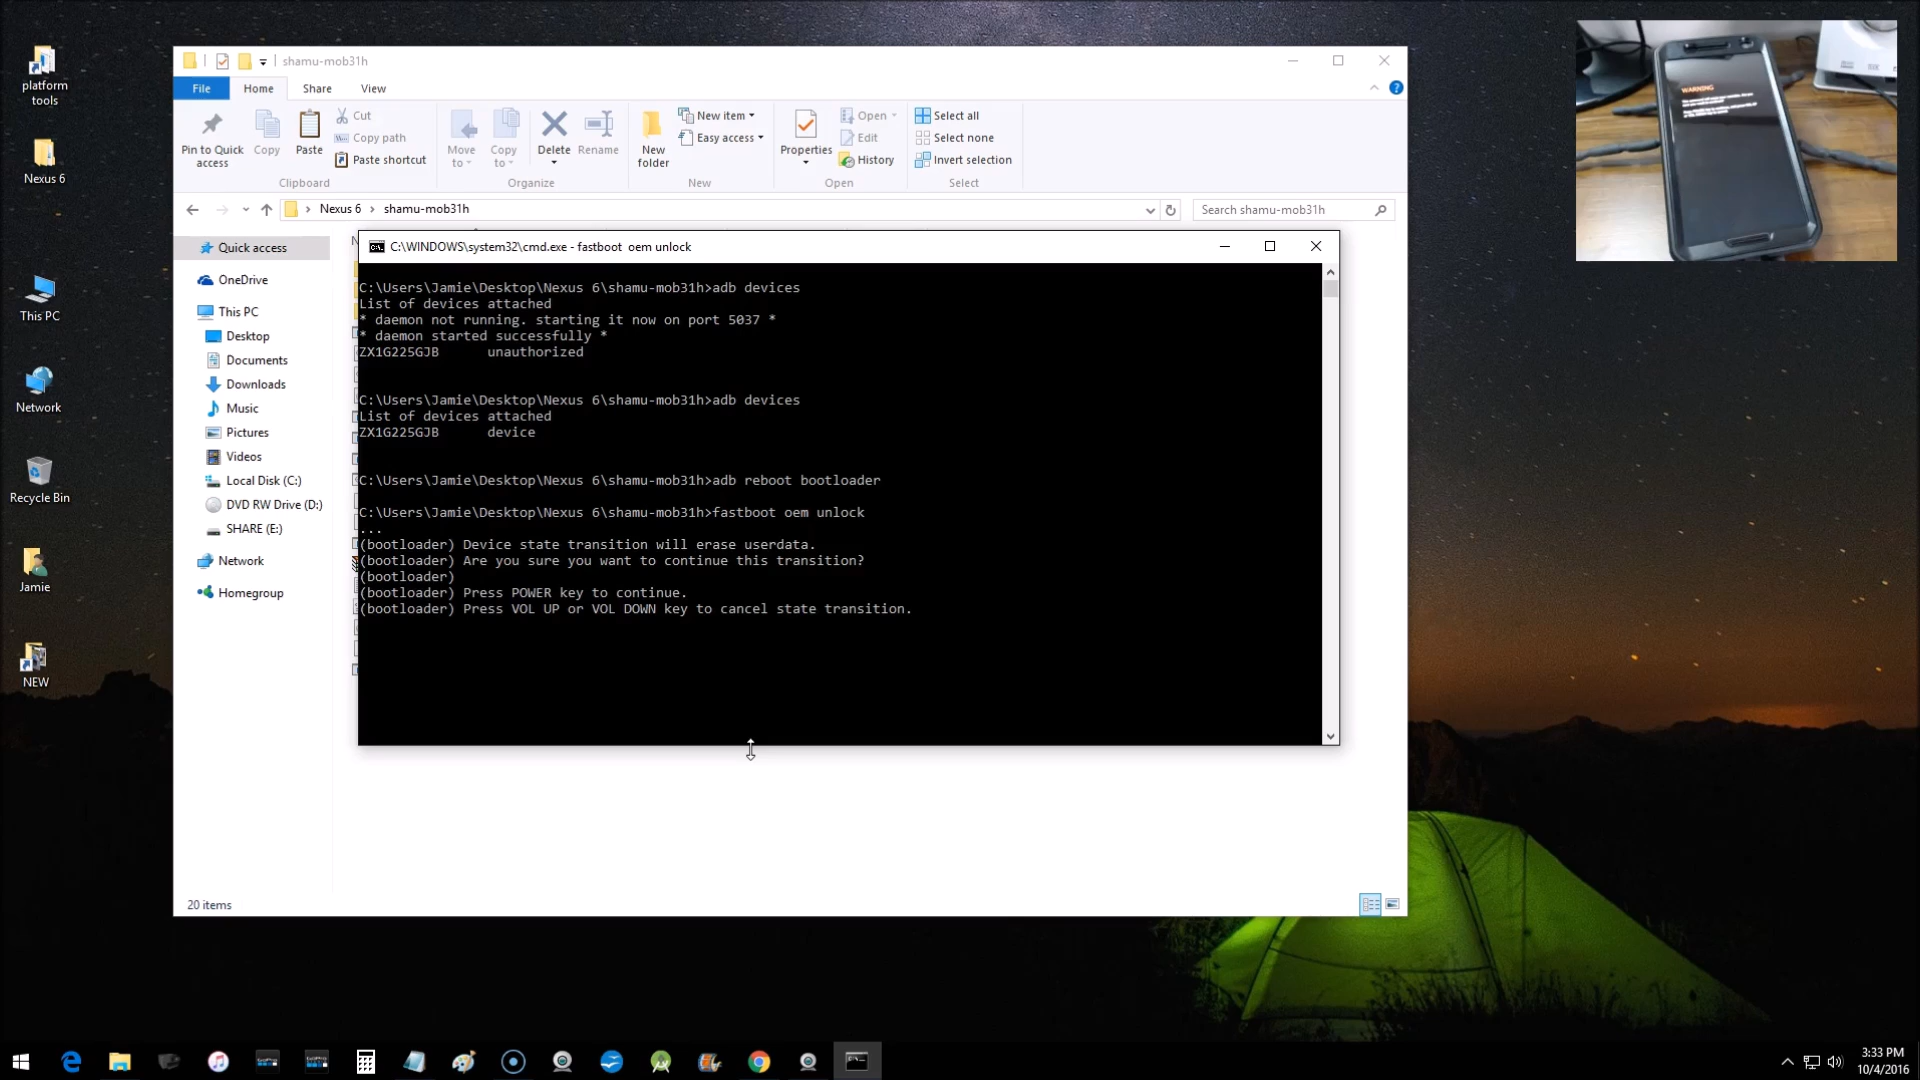 platform
tools
Nexus 6
This PC
Network
Recycle Bin
Jamie
NEW
shamu-mob31h
File
Home
Share
View
Pin to Quick
access
Copy
Paste
Cut
Copy path
Paste shortcut
Clipboard
Move
to
Copy
to
Delete
Rename
Organize
New
folder
New item
Easy access
New
Properties
Open
Edit
History
Open
Select all
Select none
Invert selection
Select
Nexus 6 > shamu-mob31h
Search shamu-mob31h
Quick access
OneDrive
This PC
Desktop
Documents
Downloads
Music
Pictures
Videos
Local Disk (C:)
DVD RW Drive (D:)
SHARE (E:)
Network
Homegroup
20 items
C:\WINDOWS\system32\cmd.exe - fastboot oem unlock
C:\Users\Jamie\Desktop\Nexus 6\shamu-mob31h>adb devices
List of devices attached
* daemon not running. starting it now on port 5037 *
* daemon started successfully *
ZX1G225GJB unauthorized
C:\Users\Jamie\Desktop\Nexus 6\shamu-mob31h>adb devices
List of devices attached
ZX1G225GJB device
C:\Users\Jamie\Desktop\Nexus 6\shamu-mob31h>adb reboot bootloader
C:\Users\Jamie\Desktop\Nexus 6\shamu-mob31h>fastboot oem unlock
...
(bootloader) Device state transition will erase userdata.
(bootloader) Are you sure you want to continue this transition?
(bootloader)
(bootloader) Press POWER key to continue.
(bootloader) Press VOL UP or VOL DOWN key to cancel state transition.
WARNING
3:33 PM
10/4/2016